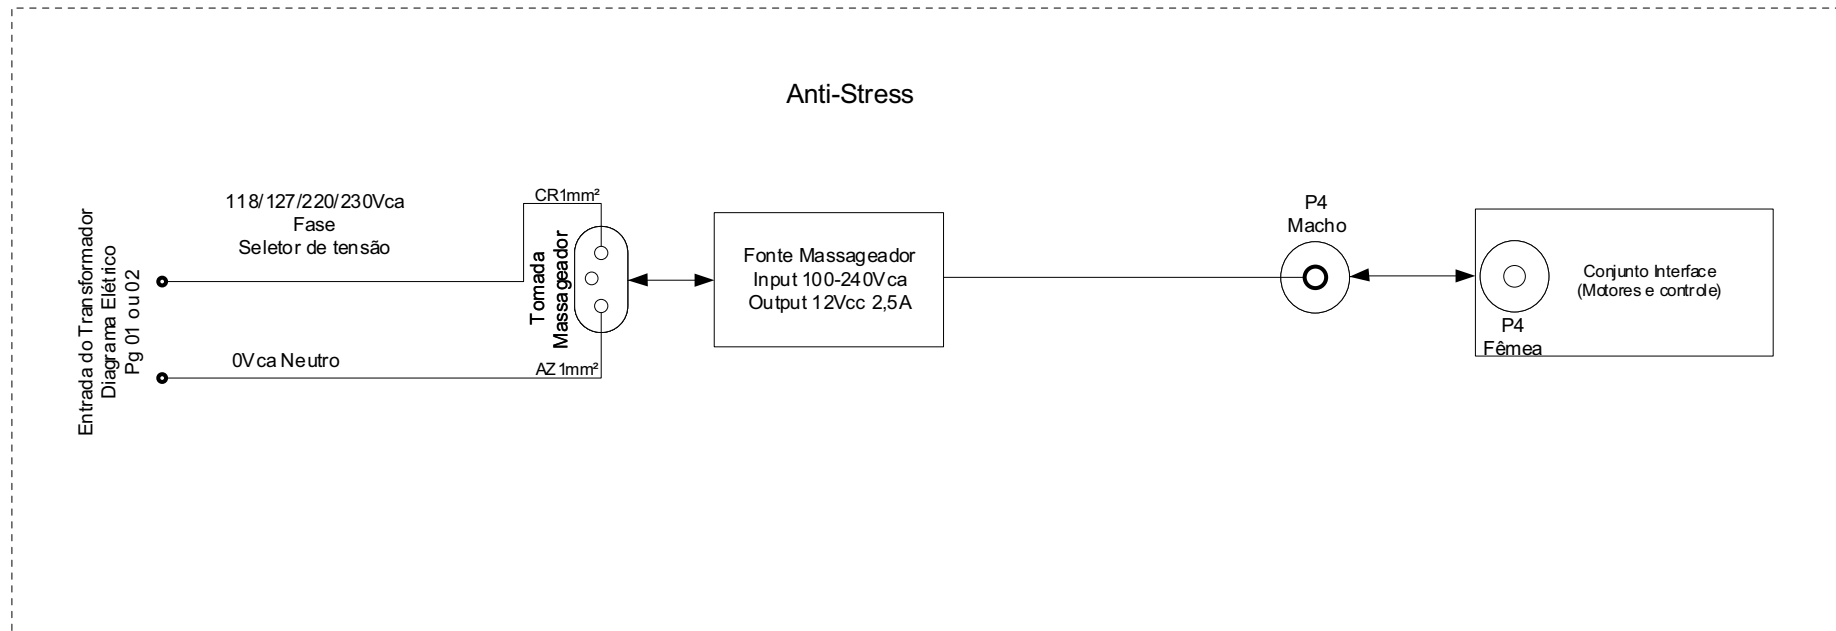 Anti-Stress
Entrada do Transformador
Diagrama Elétrico
Pg 01 ou 02
118/127/220/230Vca
Fase
Seletor de tensão
0Vca Neutro
CR1mm²
AZ1mm²
Tomada
Massageador
Fonte Massageador
Input 100-240Vca
Output 12Vcc 2,5A
P4
Macho
P4
Fêmea
Conjunto Interface
(Motores e controle)